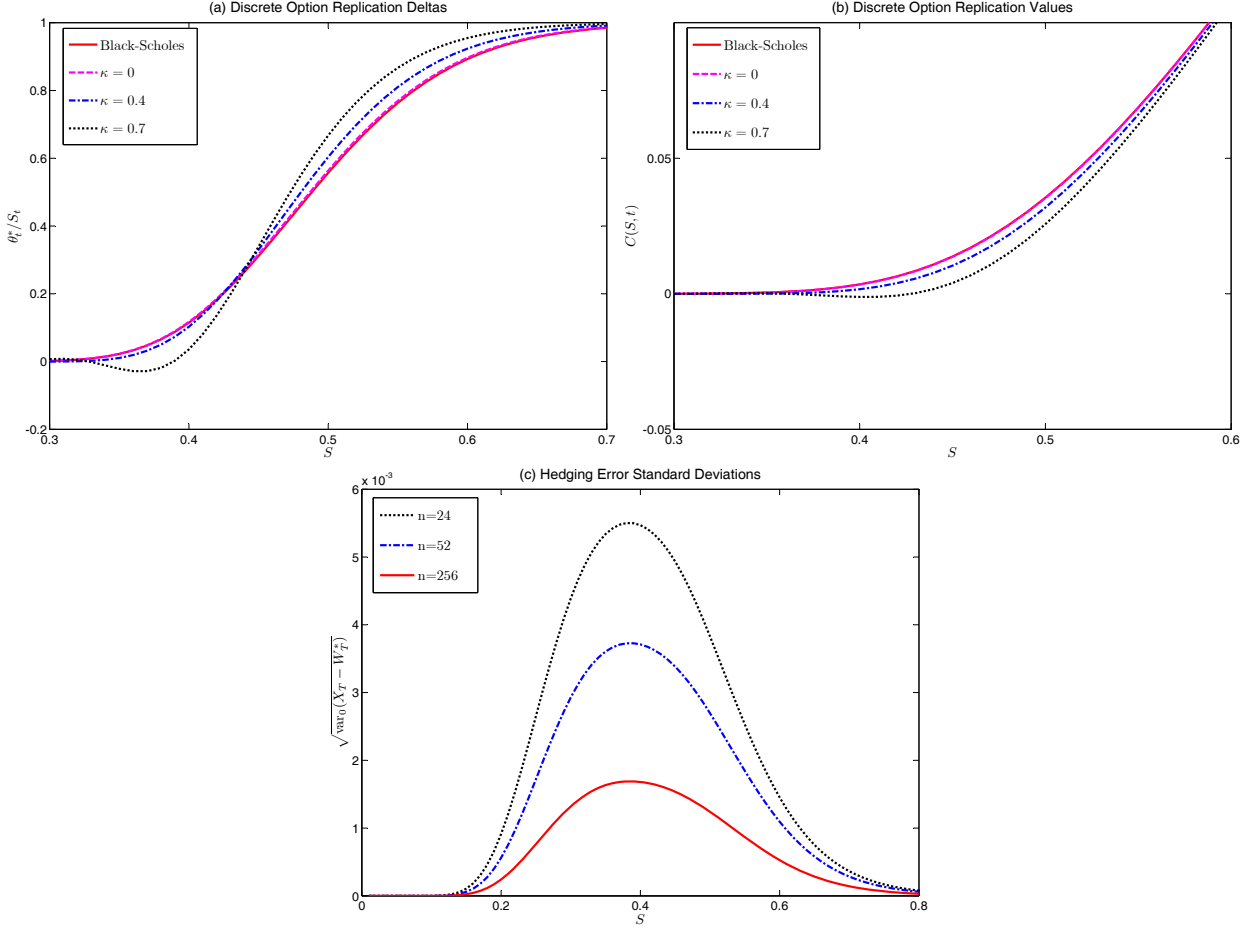 (a) Discrete Option Replication Deltas
1
0.8
0.6
0.4
0.2
0
-0.2
θ*ₜ/Sₜ
Black-Scholes
κ = 0
κ = 0.4
κ = 0.7
0.3
0.4
0.5
0.6
0.7
S
(b) Discrete Option Replication Values
0.05
0
-0.05
C(S, t)
Black-Scholes
κ = 0
κ = 0.4
κ = 0.7
0.3
0.4
0.5
0.6
S
(c) Hedging Error Standard Deviations
x 10⁻³
6
5
4
3
2
1
0
√var₀(X_T − W*_T)
n=24
n=52
n=256
0
0.2
0.4
0.6
0.8
S